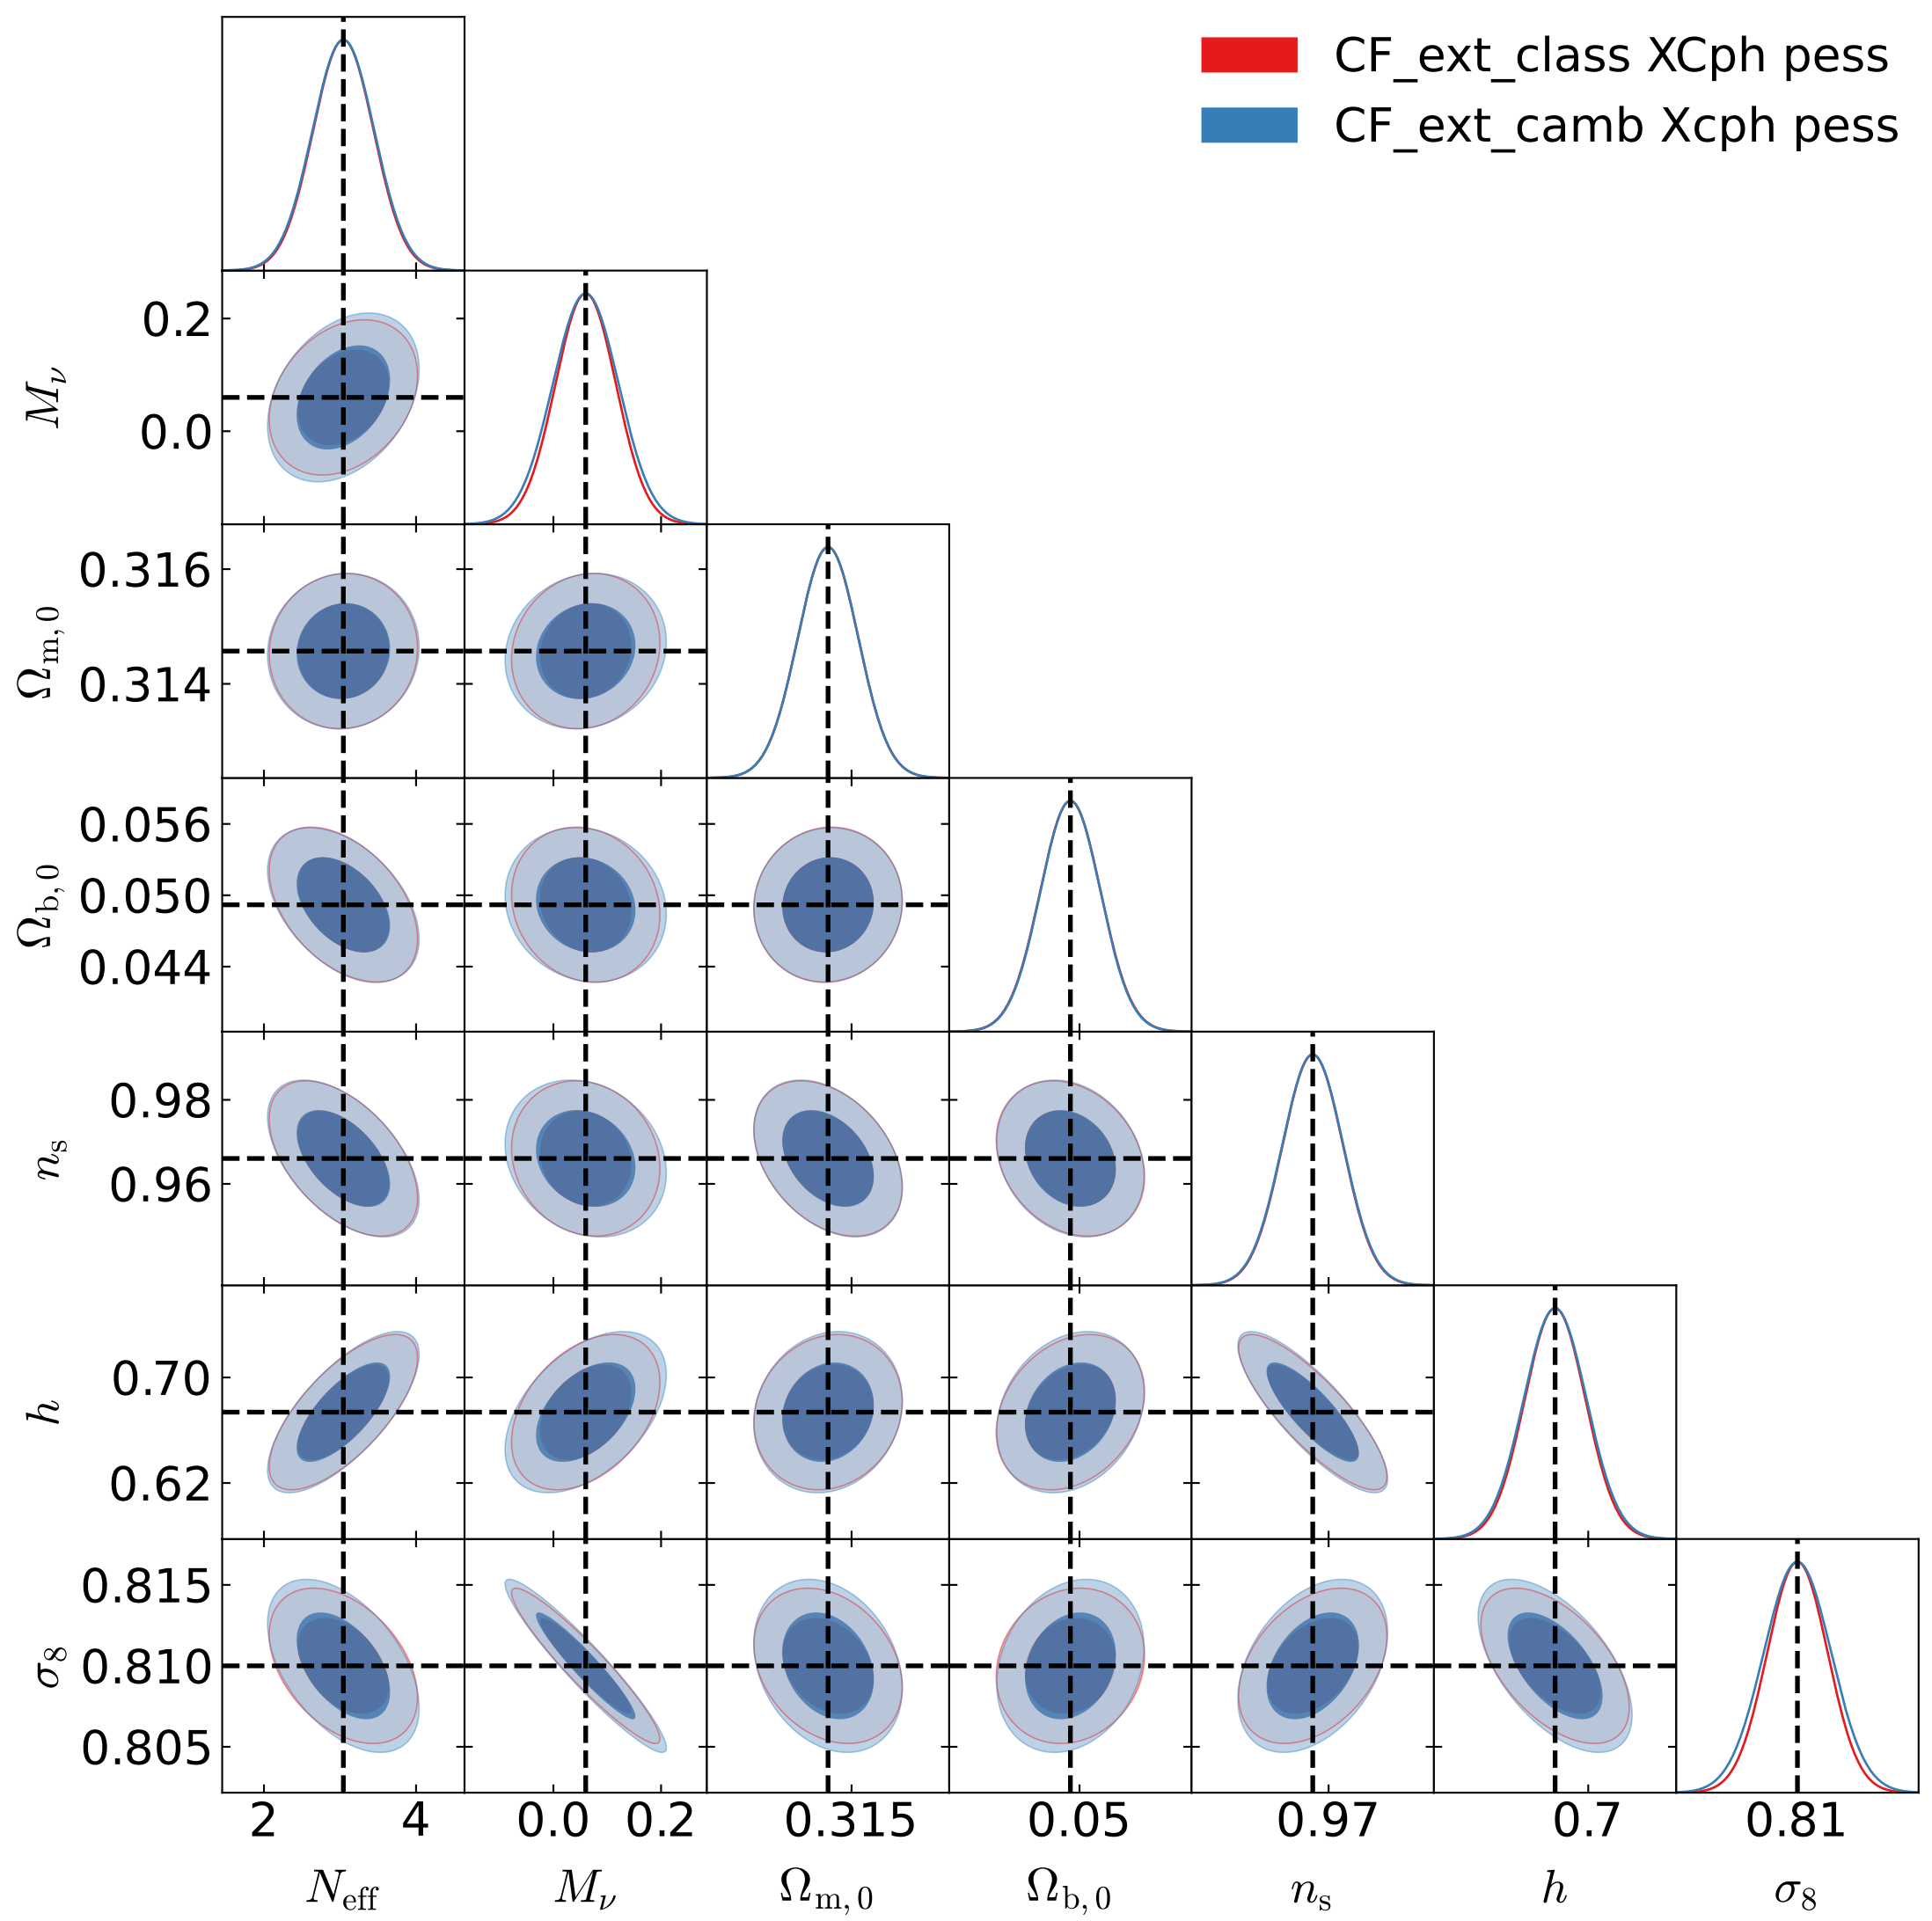 CF_ext_class XCph pess
CF_ext_camb Xcph pess
0.2
0.0
M_ν
0.316
0.314
Ω_m,0
0.056
0.050
0.044
Ω_b,0
0.98
0.96
n_s
0.70
0.62
h
0.815
0.810
0.805
σ_8
2 4 0.0 0.2 0.315 0.05 0.97 0.7 0.81
N_eff M_ν Ω_m,0 Ω_b,0 n_s h σ_8